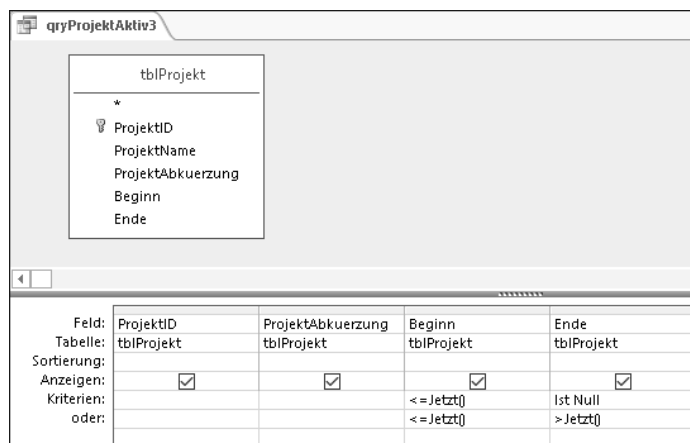 qryProjektAktiv3
tblProjekt
*
ProjektID
ProjektName
ProjektAbkuerzung
Beginn
Ende
Feld: ProjektID ProjektAbkuerzung Beginn Ende
Tabelle: tblProjekt tblProjekt tblProjekt tblProjekt
Sortierung:
Anzeigen:
Kriterien: <=Jetzt() Ist Null
oder: <=Jetzt() >Jetzt()